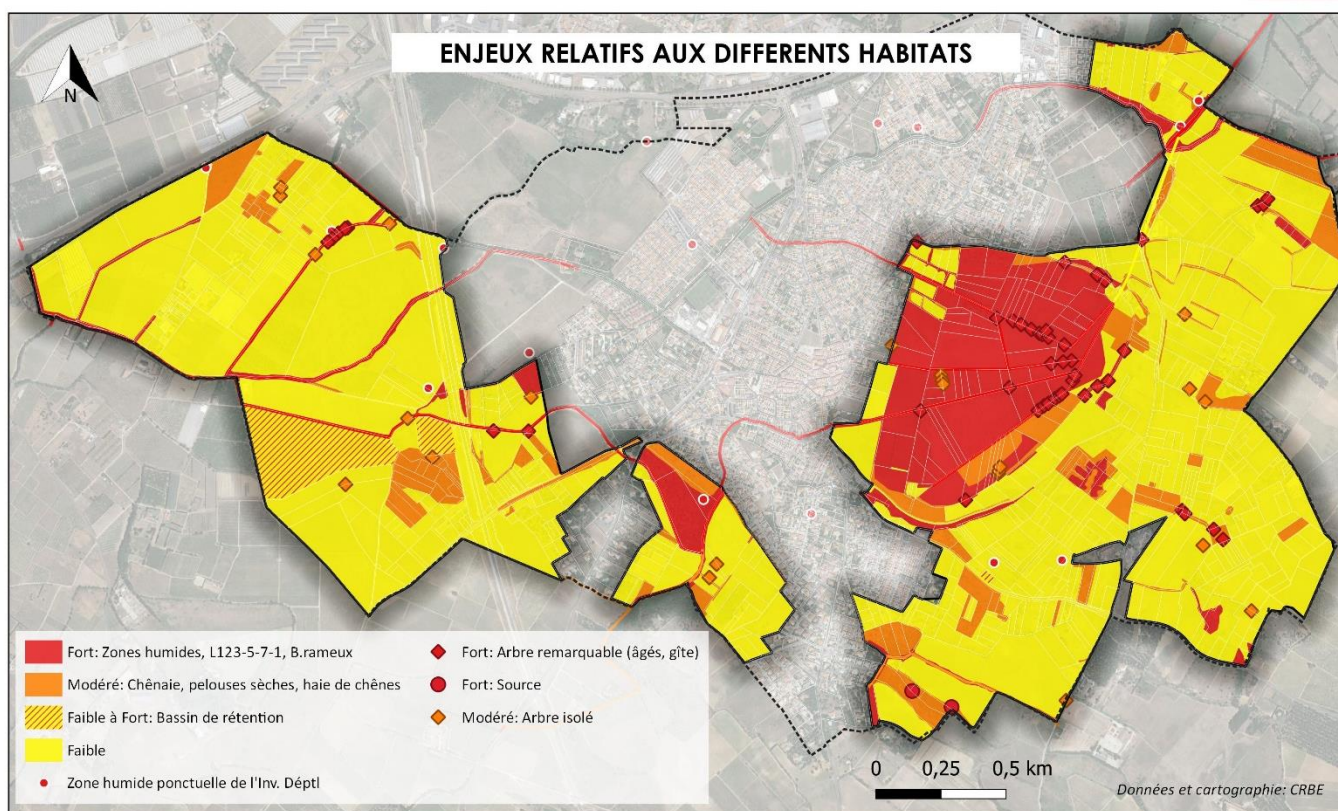 ENJEUX RELATIFS AUX DIFFERENTS HABITATS
N
Fort: Zones humides, L123-5-7-1, B.rameux
Modéré: Chênaie, pelouses sèches, haie de chênes
Faible à Fort: Bassin de rétention
Faible
Zone humide ponctuelle de l'Inv. Déptl
Fort: Arbre remarquable (âgés, gîte)
Fort: Source
Modéré: Arbre isolé
0 0,25 0,5 km
Données et cartographie: CRBE